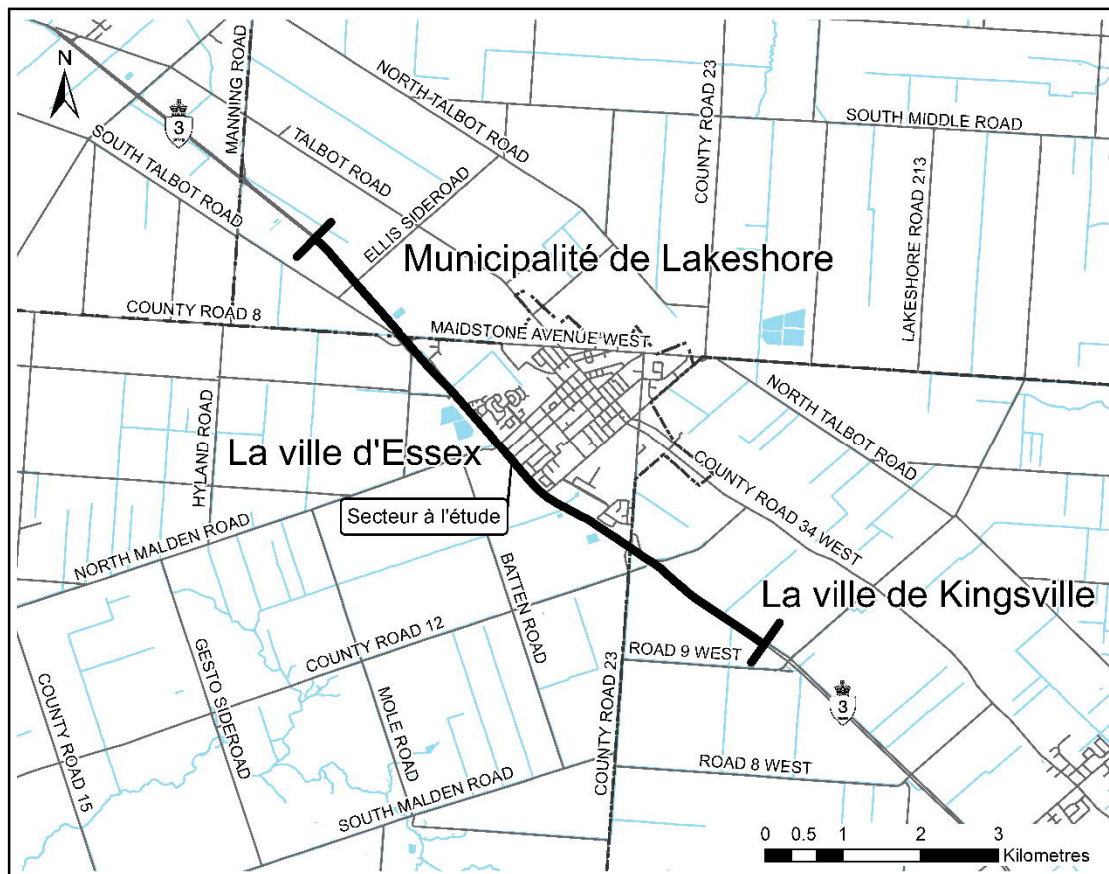 N
3
MANNING ROAD
NORTH TALBOT ROAD
COUNTY ROAD 23
SOUTH MIDDLE ROAD
SOUTH TALBOT ROAD
TALBOT ROAD
ELLIS SIDEROAD
LAKESHORE ROAD 213
Municipalité de Lakeshore
COUNTY ROAD 8
MAIDSTONE AVENUE WEST
HYLAND ROAD
La ville d'Essex
NORTH TALBOT ROAD
COUNTY ROAD 34 WEST
Secteur à l'étude
NORTH MALDEN ROAD
BATTEN ROAD
La ville de Kingsville
COUNTY ROAD 12
ROAD 9 WEST
GESTO SIDEROAD
MOLE ROAD
COUNTY ROAD 23
3
COUNTY ROAD 15
SOUTH MALDEN ROAD
ROAD 8 WEST
0 0.5 1 2 3
Kilometres